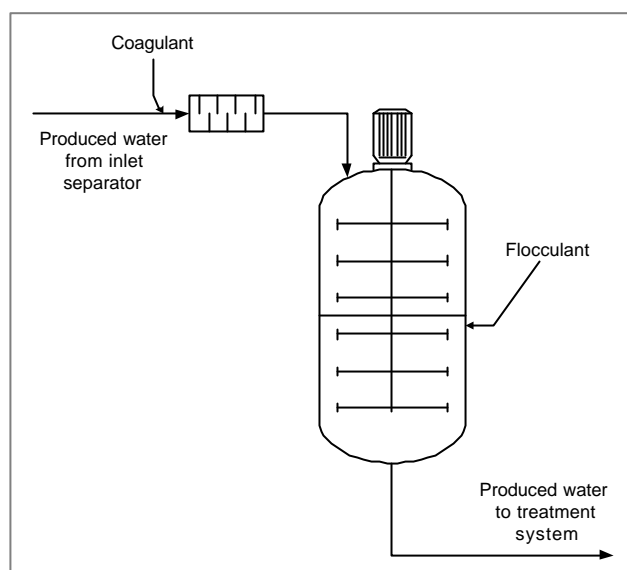 Coagulant
Produced water
from inlet
separator
Flocculant
Produced water
to treatment
system